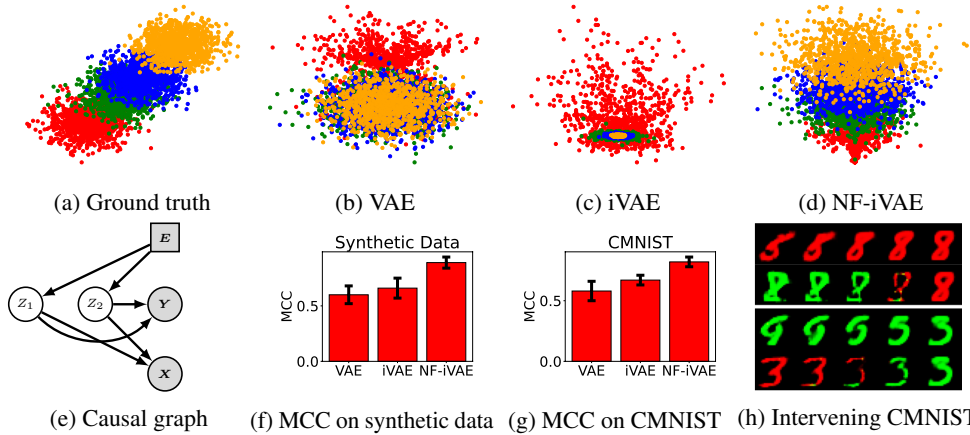 (a) Ground truth
(b) VAE
(c) iVAE
(d) NF-iVAE
E
Z1
Z2
Y
X
(e) Causal graph
Synthetic Data
MCC
0.5
0.0
VAE
iVAE
NF-iVAE
(f) MCC on synthetic data
CMNIST
MCC
0.5
0.0
VAE
iVAE
NF-iVAE
(g) MCC on CMNIST
(h) Intervening CMNIST